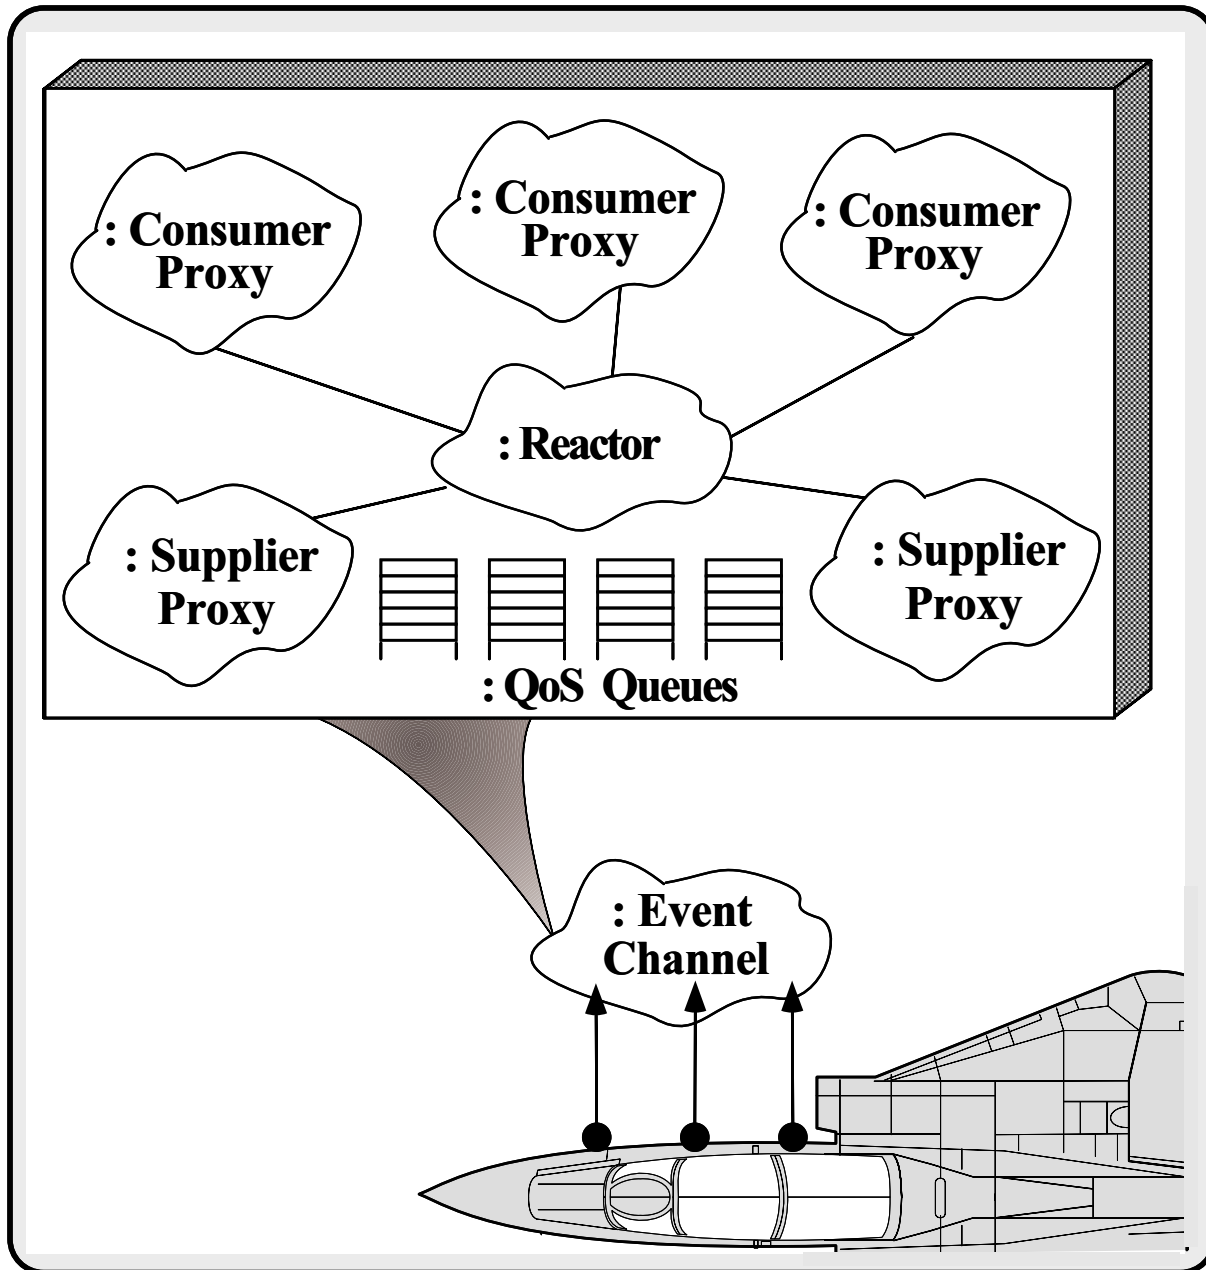 : Consumer
Proxy
: Consumer
Proxy
: Consumer
Proxy
: Reactor
: Supplier
Proxy
: Supplier
Proxy
: QoS Queues
: Event
Channel